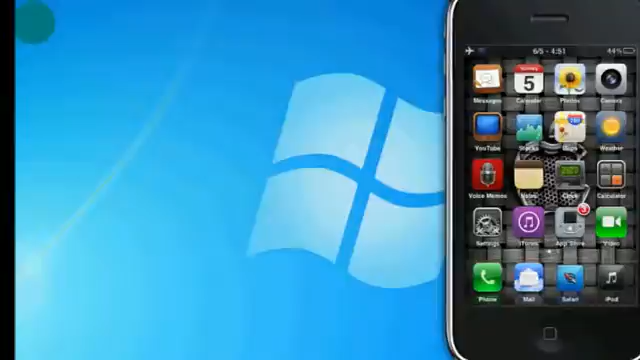 6/5 - 4:51 44%
5
Messages Calendar Photos Camera
YouTube Stocks Maps Weather
Voice Memos Notes Clock Calculator
3
Settings iTunes App Store Video
Phone Mail Safari iPod